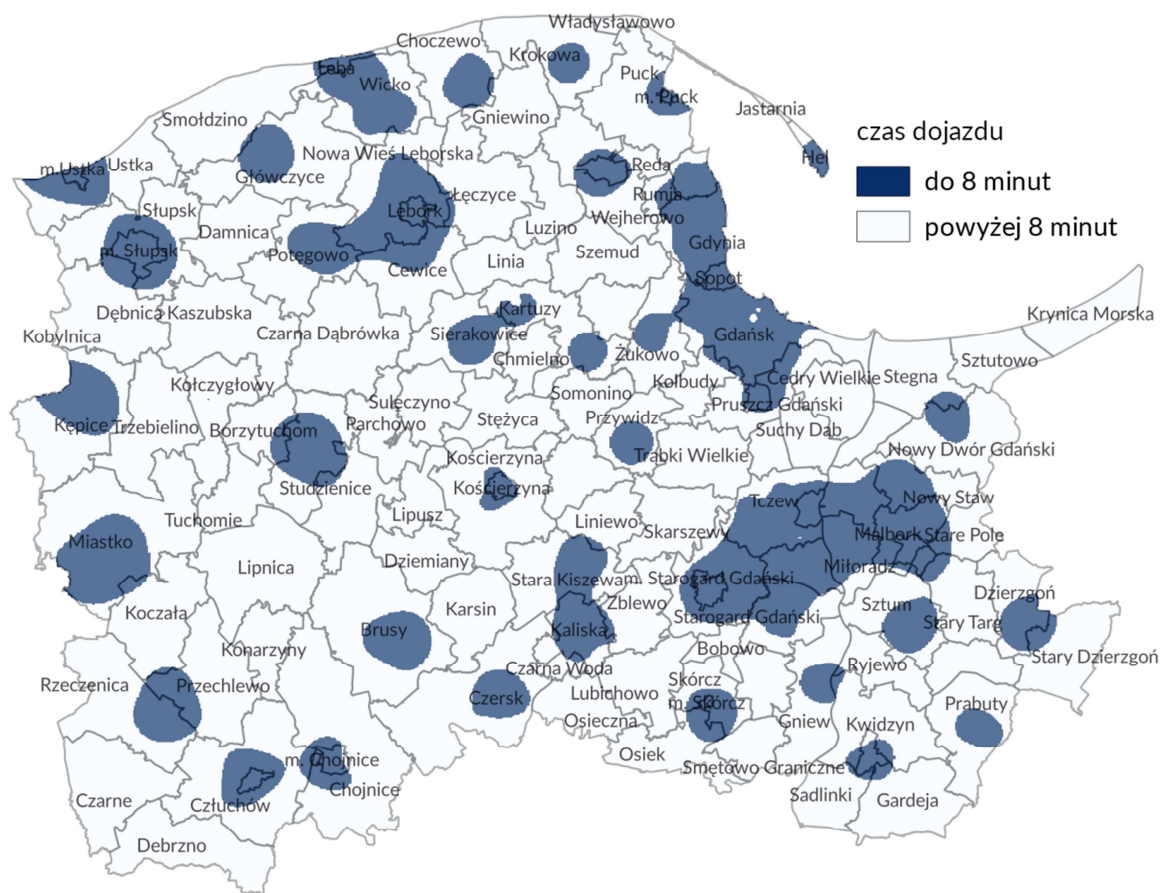 Władysławowo
Choczewo
Krokowa
Łeba
Wicko
Puck
m. Puck
Jastarnia
Smołdzino
Gniewino
czas dojazdu
Nowa Wieś Lęborska
Hel
m.Ustka
Ustka
Główczyce
Reda
do 8 minut
Łęczyce
Rumia
Słupsk
Lębork
Wejherowo
powyżej 8 minut
Damnica
Luzino
m. Słupsk
Potęgowo
Szemud
Gdynia
Cewice
Linia
Sopot
Dębnica Kaszubska
Kartuzy
Krynica Morska
Kobylnica
Czarna Dąbrówka
Sierakowice
Gdańsk
Chmielno
Żukowo
Sztutowo
Kołczygłowy
Kolbudy
Cedry Wielkie
Stegna
Somonino
Sulęczyno
Pruszcz Gdański
Kępice
Trzebielino
Borzytuchom
Parchowo
Stężyca
Przywidz
Suchy Dąb
Kościerzyna
Trąbki Wielkie
Nowy Dwór Gdański
Studzienice
Kościerzyna
Tczew
Nowy Staw
Tuchomie
Lipusz
Liniewo
Skarszewy
Malbork
Stare Pole
Miastko
Dziemiany
Lipnica
Stara Kiszewa
m. Starogard Gdański
Miłoradz
Koczała
Karsin
Zblewo
Sztum
Dzierzgoń
Brusy
Kaliska
Starogard Gdański
Stary Targ
Konarzyny
Bobowo
Czarna Woda
Ryjewo
Stary Dzierzgoń
Rzeczenica
Przechlewo
Skórcz
Czersk
Lubichowo
m. Skórcz
Prabuty
Osieczna
Gniew
Kwidzyn
m. Chojnice
Osiek
Smętowo Graniczne
Chojnice
Czarne
Człuchów
Sadlinki
Gardeja
Debrzno